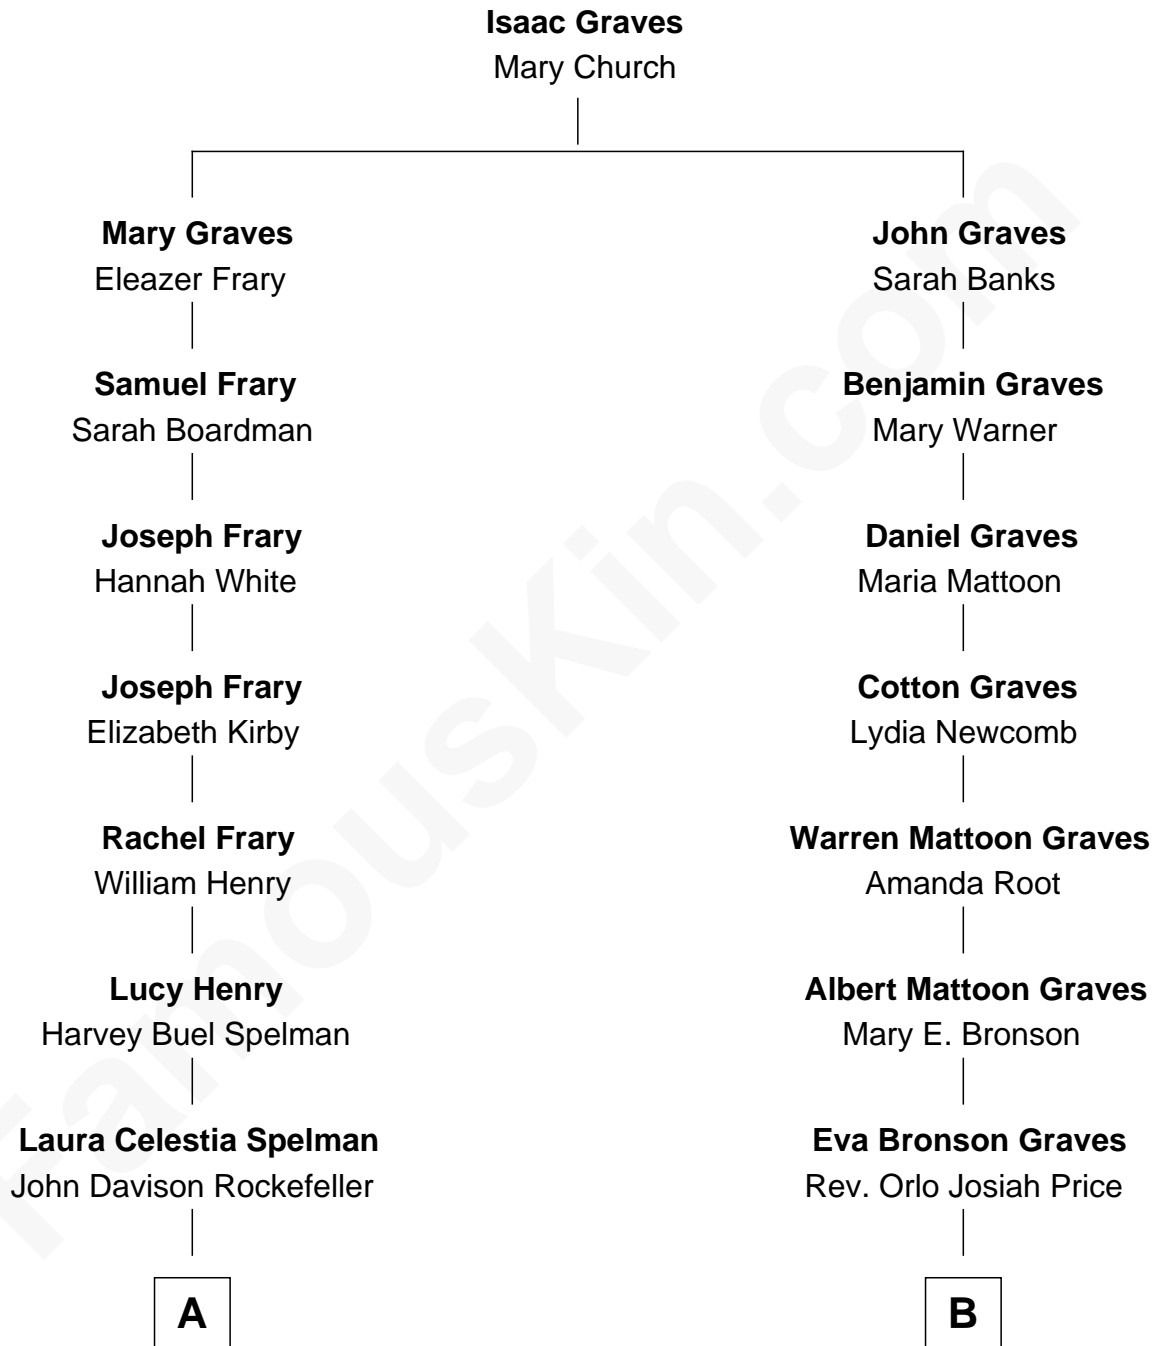 Isaac Graves
Mary Church
Mary Graves
Eleazer Frary
John Graves
Sarah Banks
Samuel Frary
Sarah Boardman
Benjamin Graves
Mary Warner
Joseph Frary
Hannah White
Daniel Graves
Maria Mattoon
Joseph Frary
Elizabeth Kirby
Cotton Graves
Lydia Newcomb
Rachel Frary
William Henry
Warren Mattoon Graves
Amanda Root
Lucy Henry
Harvey Buel Spelman
Albert Mattoon Graves
Mary E. Bronson
Laura Celestia Spelman
John Davison Rockefeller
Eva Bronson Graves
Rev. Orlo Josiah Price
A
B
FamousKin.com